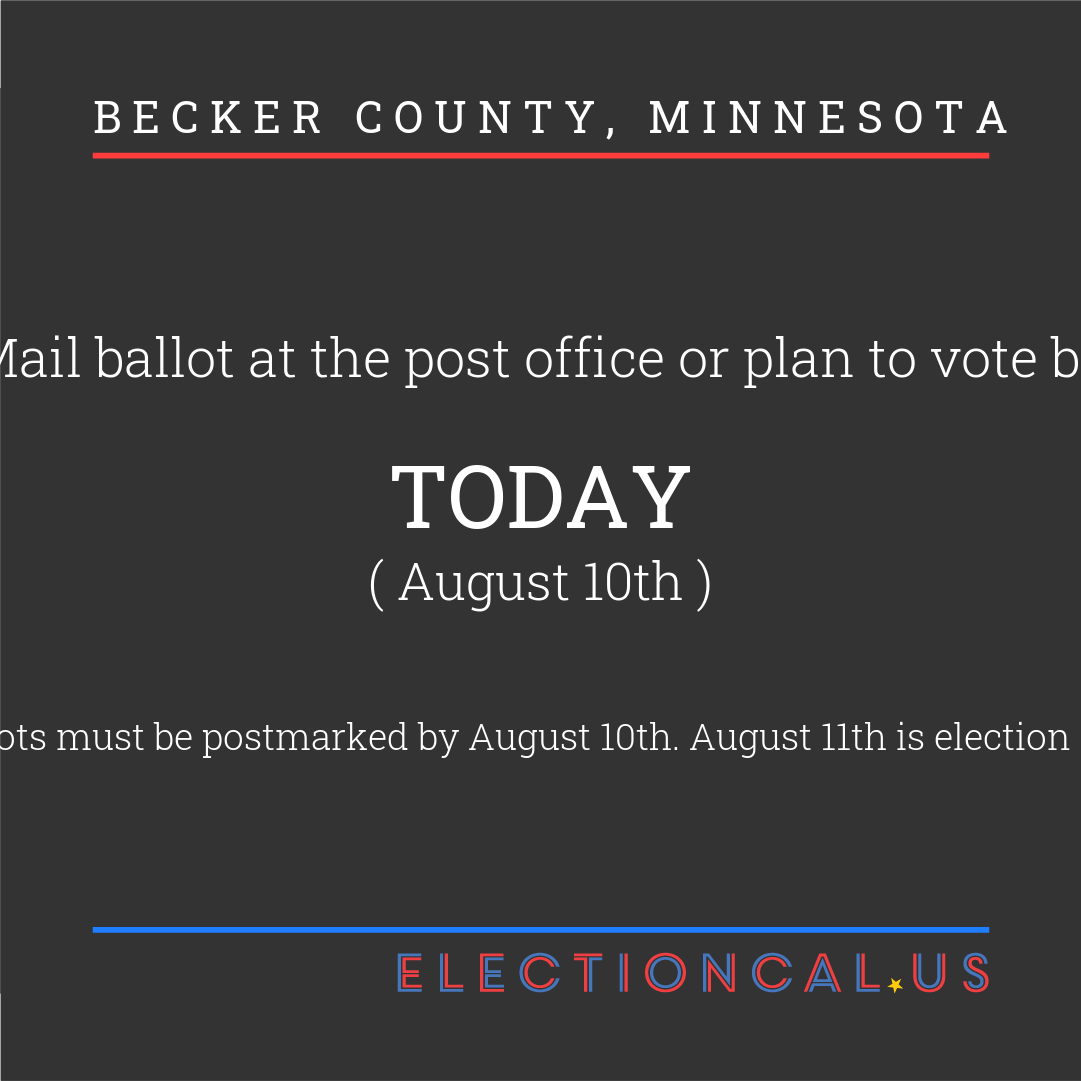 BECKER COUNTY, MINNESOTA
Mail ballot at the post office or plan to vote b
TODAY
( August 10th )
ots must be postmarked by August 10th. August 11th is election
ELECTIONCAL.US